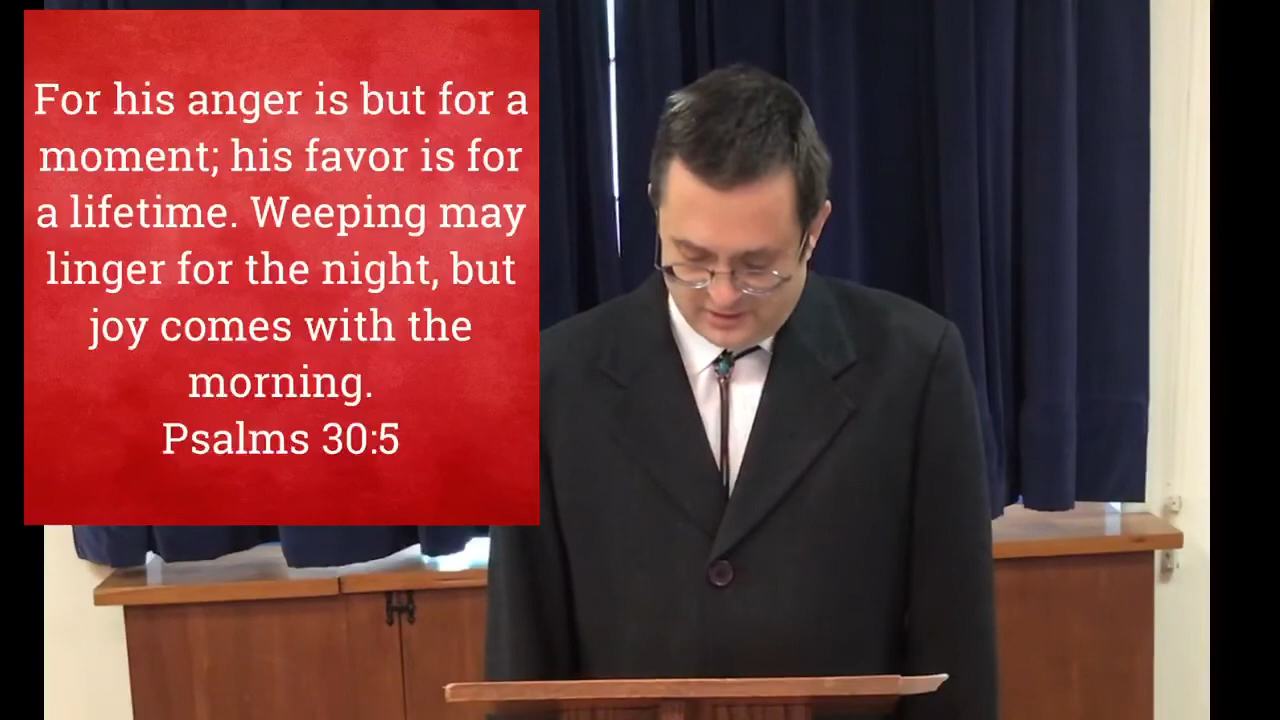 For his anger is but for a
moment; his favor is for
a lifetime. Weeping may
linger for the night, but
joy comes with the
morning.
Psalms 30:5